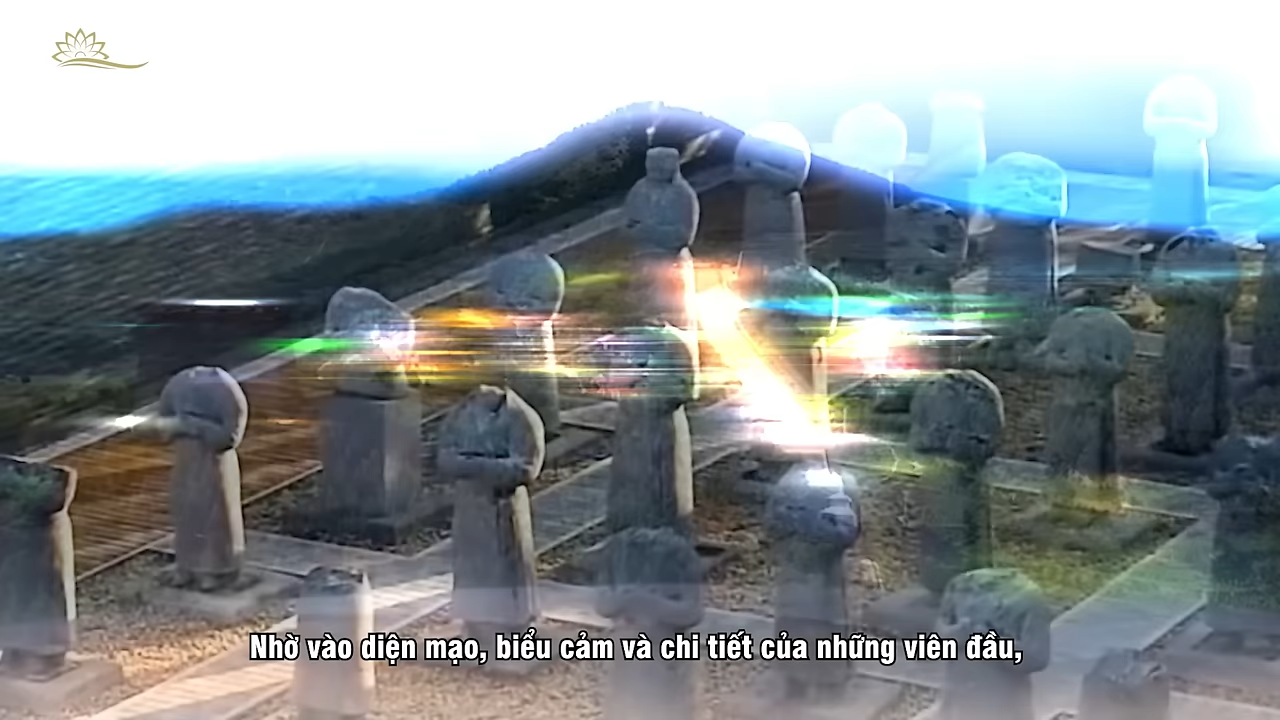 Nhờ vào diện mạo, biểu cảm và chi tiết của những viên đầu,